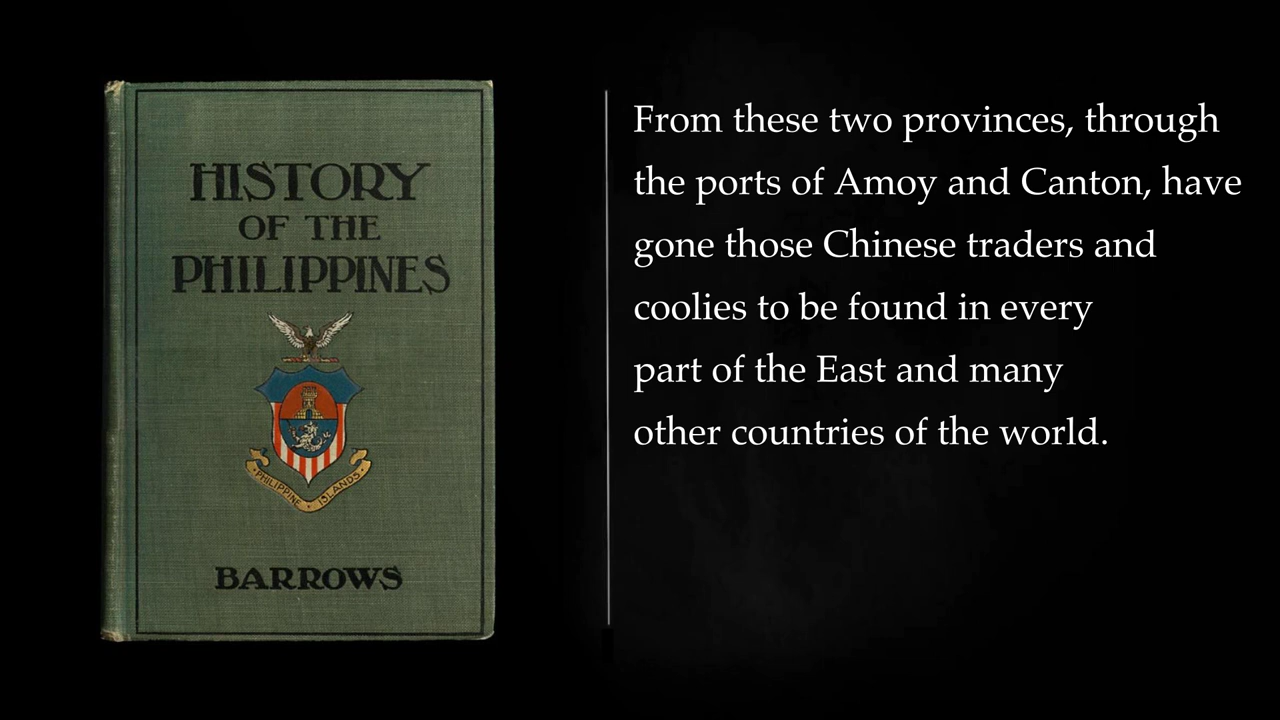 HISTORY
OF THE
PHILIPPINES
PHILIPPINE ISLANDS
BARROWS
From these two provinces, through
the ports of Amoy and Canton, have
gone those Chinese traders and
coolies to be found in every
part of the East and many
other countries of the world.